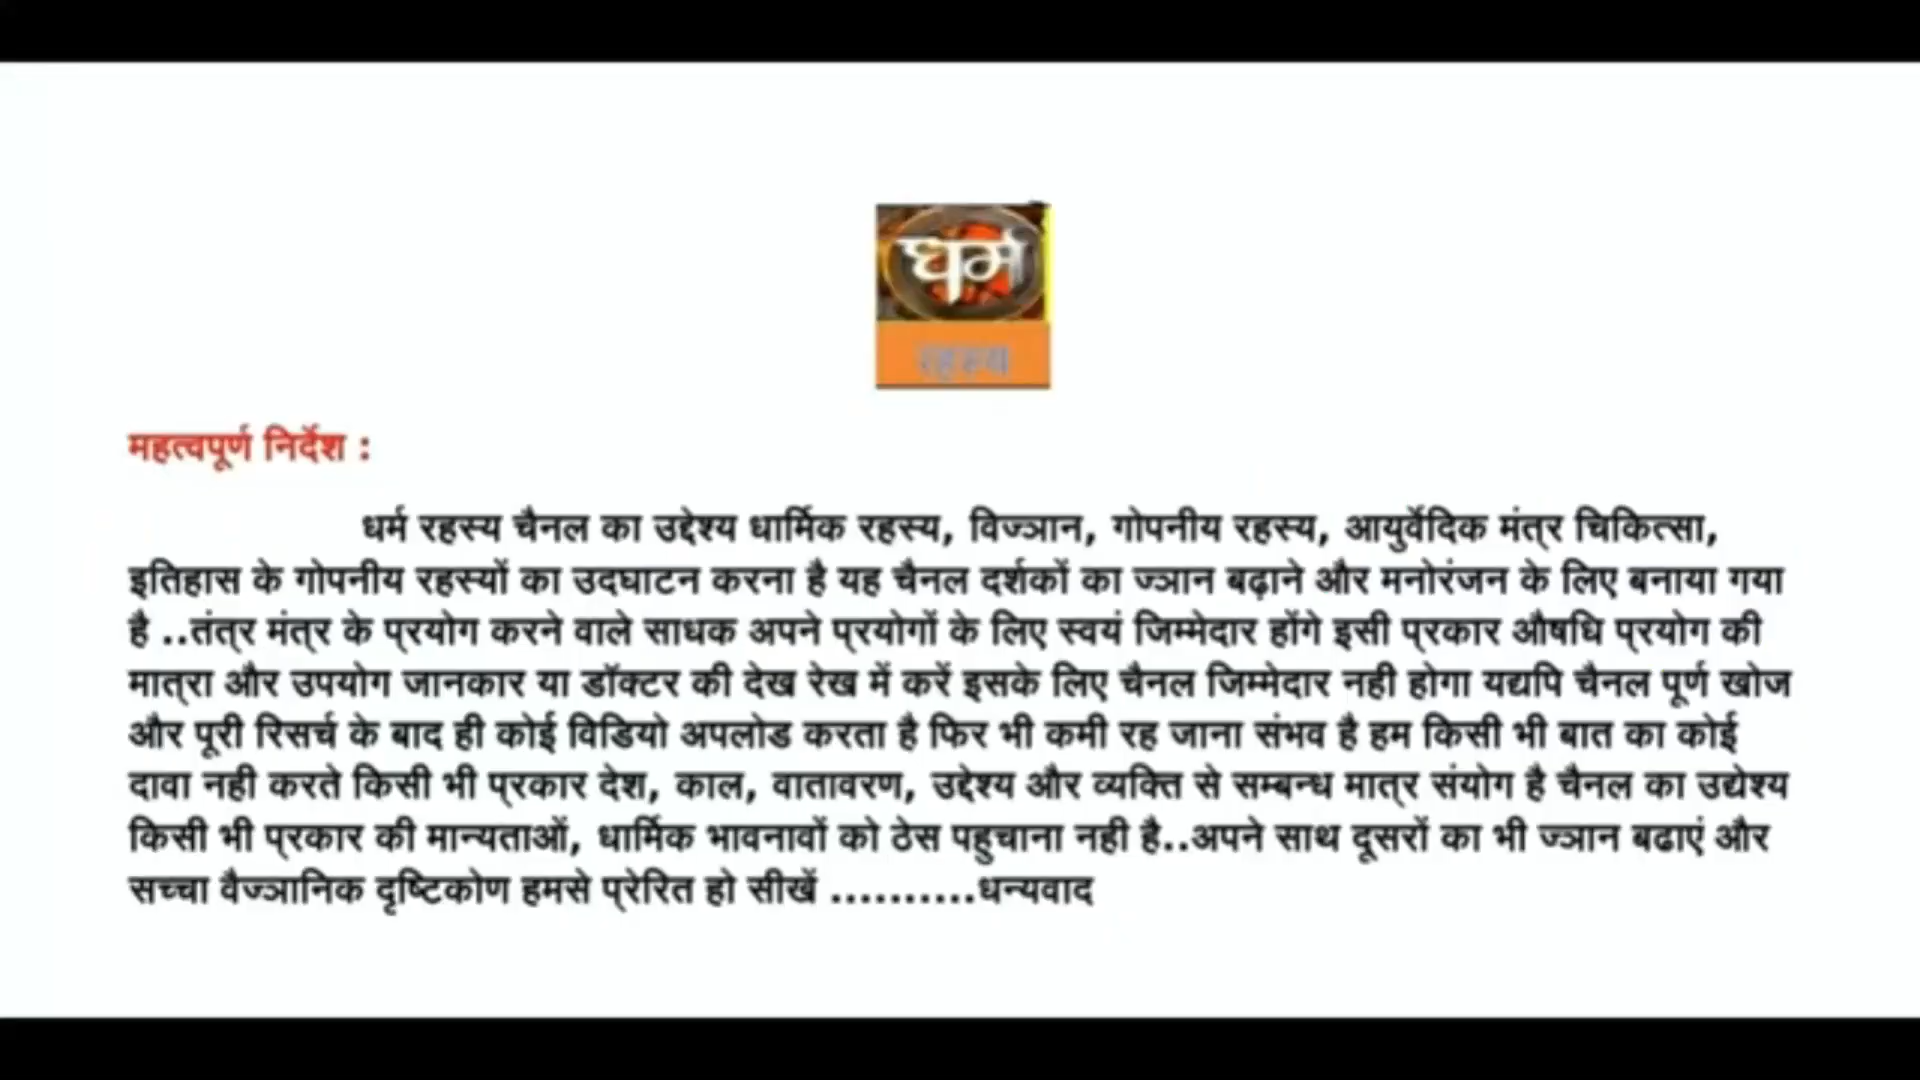 धर्म
रहस्य
महत्वपूर्ण निर्देश :
धर्म रहस्य चैनल का उद्देश्य धार्मिक रहस्य, विज्ञान, गोपनीय रहस्य, आयुर्वेदिक मंत्र चिकित्सा,
इतिहास के गोपनीय रहस्यों का उदघाटन करना है यह चैनल दर्शकों का ज्ञान बढ़ाने और मनोरंजन के लिए बनाया गया
है ..तंत्र मंत्र के प्रयोग करने वाले साधक अपने प्रयोगों के लिए स्वयं जिम्मेदार होंगे इसी प्रकार औषधि प्रयोग की
मात्रा और उपयोग जानकार या डॉक्टर की देख रेख में करें इसके लिए चैनल जिम्मेदार नही होगा यद्यपि चैनल पूर्ण खोज
और पूरी रिसर्च के बाद ही कोई विडियो अपलोड करता है फिर भी कमी रह जाना संभव है हम किसी भी बात का कोई
दावा नही करते किसी भी प्रकार देश, काल, वातावरण, उद्देश्य और व्यक्ति से सम्बन्ध मात्र संयोग है चैनल का उद्येश्य
किसी भी प्रकार की मान्यताओं, धार्मिक भावनावों को ठेस पहुचाना नही है..अपने साथ दूसरों का भी ज्ञान बढाएं और
सच्चा वैज्ञानिक दृष्टिकोण हमसे प्रेरित हो सीखें ..........धन्यवाद